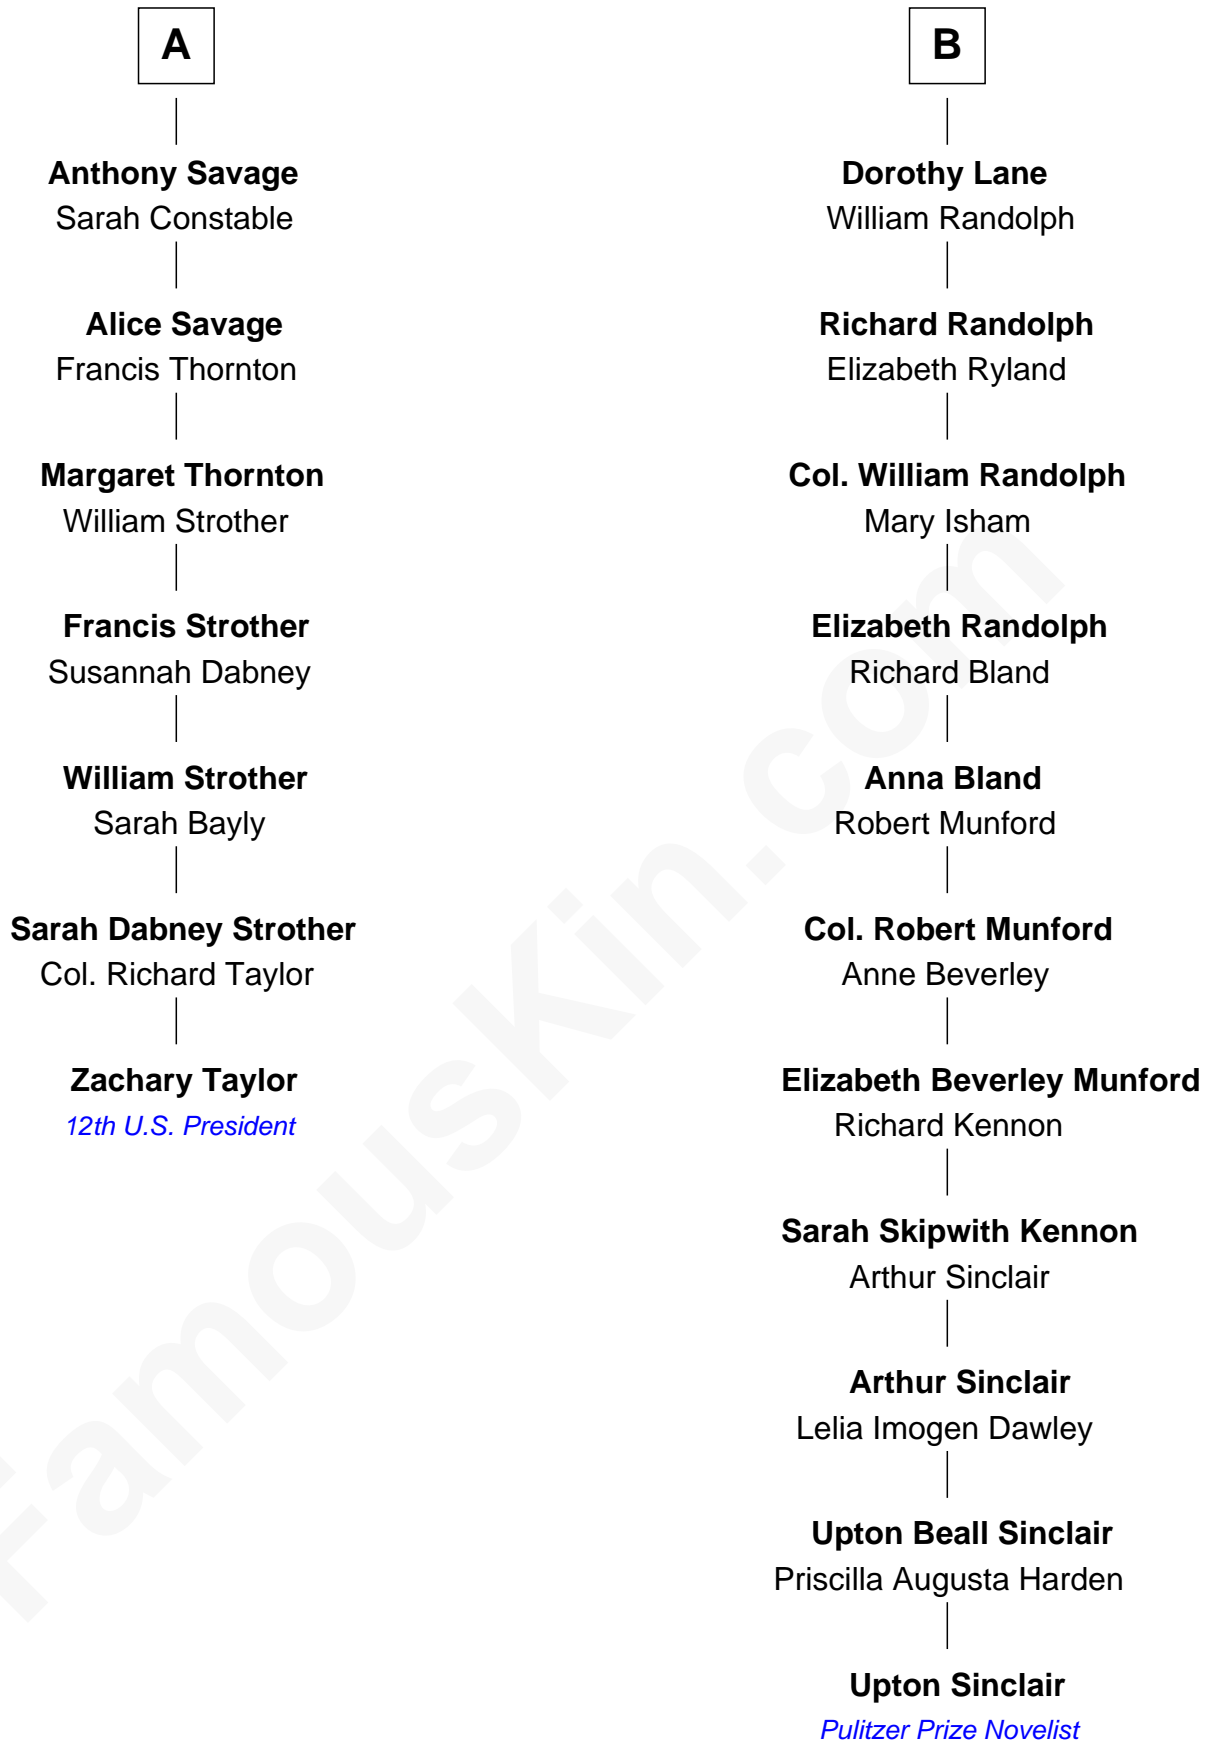 A
Anthony Savage
Sarah Constable
Alice Savage
Francis Thornton
Margaret Thornton
William Strother
Francis Strother
Susannah Dabney
William Strother
Sarah Bayly
Sarah Dabney Strother
Col. Richard Taylor
Zachary Taylor
12th U.S. President
B
Dorothy Lane
William Randolph
Richard Randolph
Elizabeth Ryland
Col. William Randolph
Mary Isham
Elizabeth Randolph
Richard Bland
Anna Bland
Robert Munford
Col. Robert Munford
Anne Beverley
Elizabeth Beverley Munford
Richard Kennon
Sarah Skipwith Kennon
Arthur Sinclair
Arthur Sinclair
Lelia Imogen Dawley
Upton Beall Sinclair
Priscilla Augusta Harden
Upton Sinclair
Pulitzer Prize Novelist
FamousKin.com